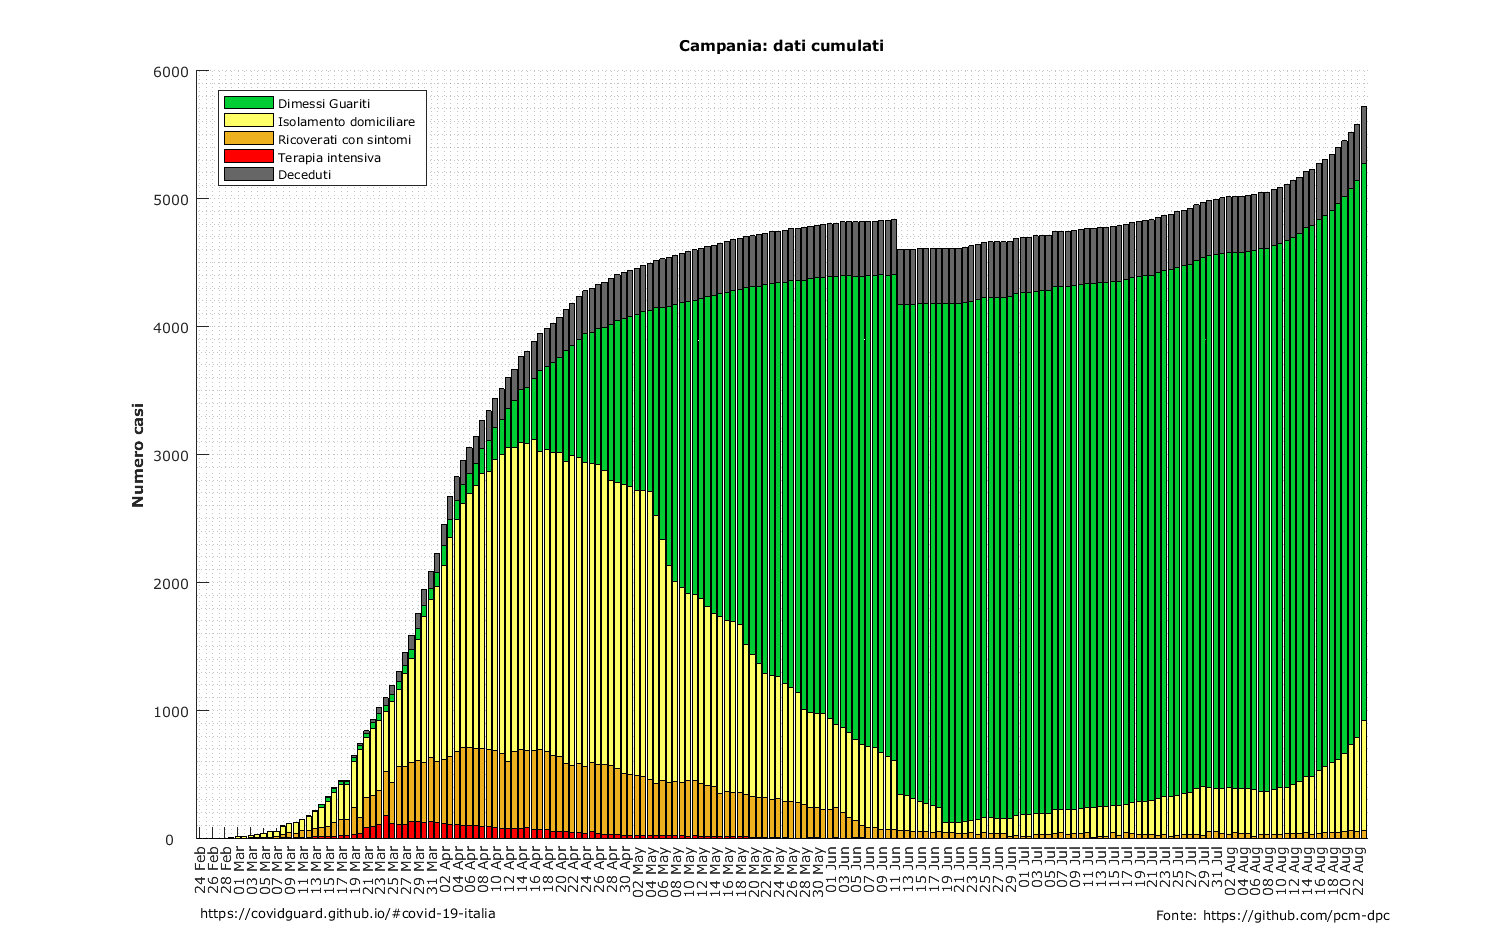 Campania: dati cumulati
6000
5000
4000
3000
2000
1000
0
Numero casi
Dimessi Guariti
Isolamento domiciliare
Ricoverati con sintomi
Terapia intensiva
Deceduti
24 Feb
26 Feb
28 Feb
01 Mar
03 Mar
05 Mar
07 Mar
09 Mar
11 Mar
13 Mar
15 Mar
17 Mar
19 Mar
21 Mar
23 Mar
25 Mar
27 Mar
29 Mar
31 Mar
02 Apr
04 Apr
06 Apr
08 Apr
10 Apr
12 Apr
14 Apr
16 Apr
18 Apr
20 Apr
22 Apr
24 Apr
26 Apr
28 Apr
30 Apr
02 May
04 May
06 May
08 May
10 May
12 May
14 May
16 May
18 May
20 May
22 May
24 May
26 May
28 May
30 May
01 Jun
03 Jun
05 Jun
07 Jun
09 Jun
11 Jun
13 Jun
15 Jun
17 Jun
19 Jun
21 Jun
23 Jun
25 Jun
27 Jun
29 Jun
01 Jul
03 Jul
05 Jul
07 Jul
09 Jul
11 Jul
13 Jul
15 Jul
17 Jul
19 Jul
21 Jul
23 Jul
25 Jul
27 Jul
29 Jul
31 Jul
02 Aug
04 Aug
06 Aug
08 Aug
10 Aug
12 Aug
14 Aug
16 Aug
18 Aug
20 Aug
22 Aug
https://covidguard.github.io/#covid-19-italia
Fonte: https://github.com/pcm-dpc